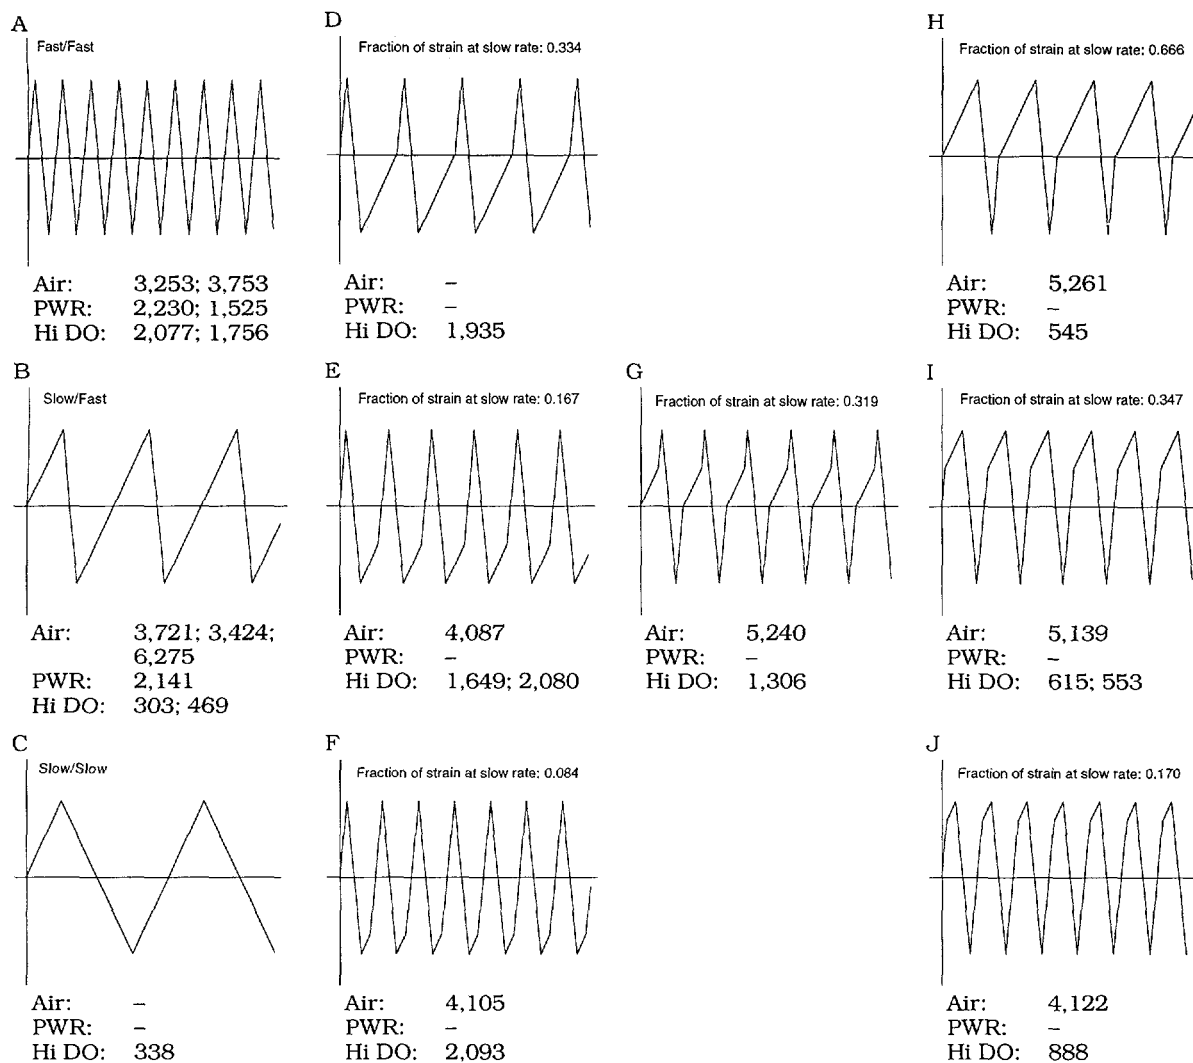 A
Fast/Fast
Air: 3,253; 3,753
PWR: 2,230; 1,525
Hi DO: 2,077; 1,756
D
Fraction of strain at slow rate: 0.334
Air: –
PWR: –
Hi DO: 1,935
H
Fraction of strain at slow rate: 0.666
Air: 5,261
PWR: –
Hi DO: 545
B
Slow/Fast
Air: 3,721; 3,424;
6,275
PWR: 2,141
Hi DO: 303; 469
E
Fraction of strain at slow rate: 0.167
Air: 4,087
PWR: –
Hi DO: 1,649; 2,080
G
Fraction of strain at slow rate: 0.319
Air: 5,240
PWR: –
Hi DO: 1,306
I
Fraction of strain at slow rate: 0.347
Air: 5,139
PWR: –
Hi DO: 615; 553
C
Slow/Slow
Air: –
PWR: –
Hi DO: 338
F
Fraction of strain at slow rate: 0.084
Air: 4,105
PWR: –
Hi DO: 2,093
J
Fraction of strain at slow rate: 0.170
Air: 4,122
PWR: –
Hi DO: 888